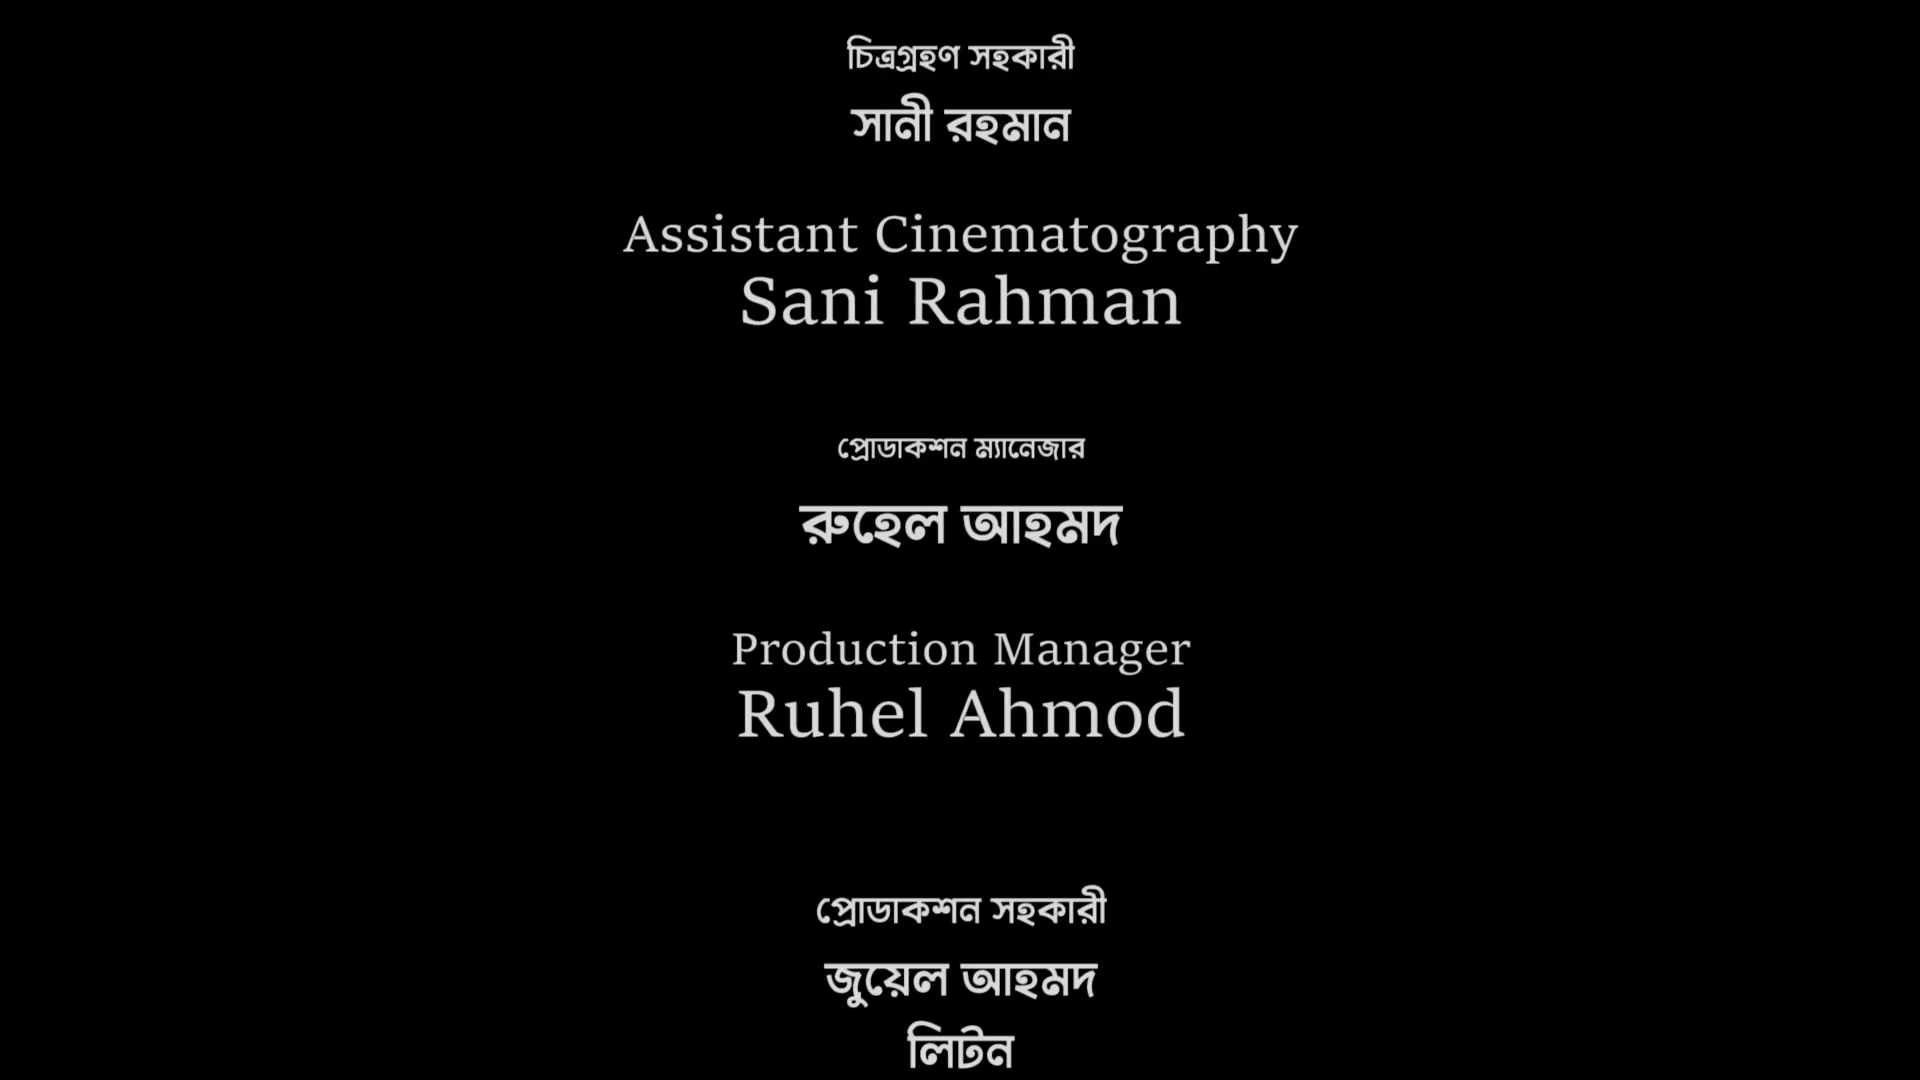 চিত্রগ্রহণ সহকারী
সানী রহমান
Assistant Cinematography
Sani Rahman
প্রোডাকশন ম্যানেজার
রুহেল আহমদ
Production Manager
Ruhel Ahmod
প্রোডাকশন সহকারী
জুয়েল আহমদ
লিটন